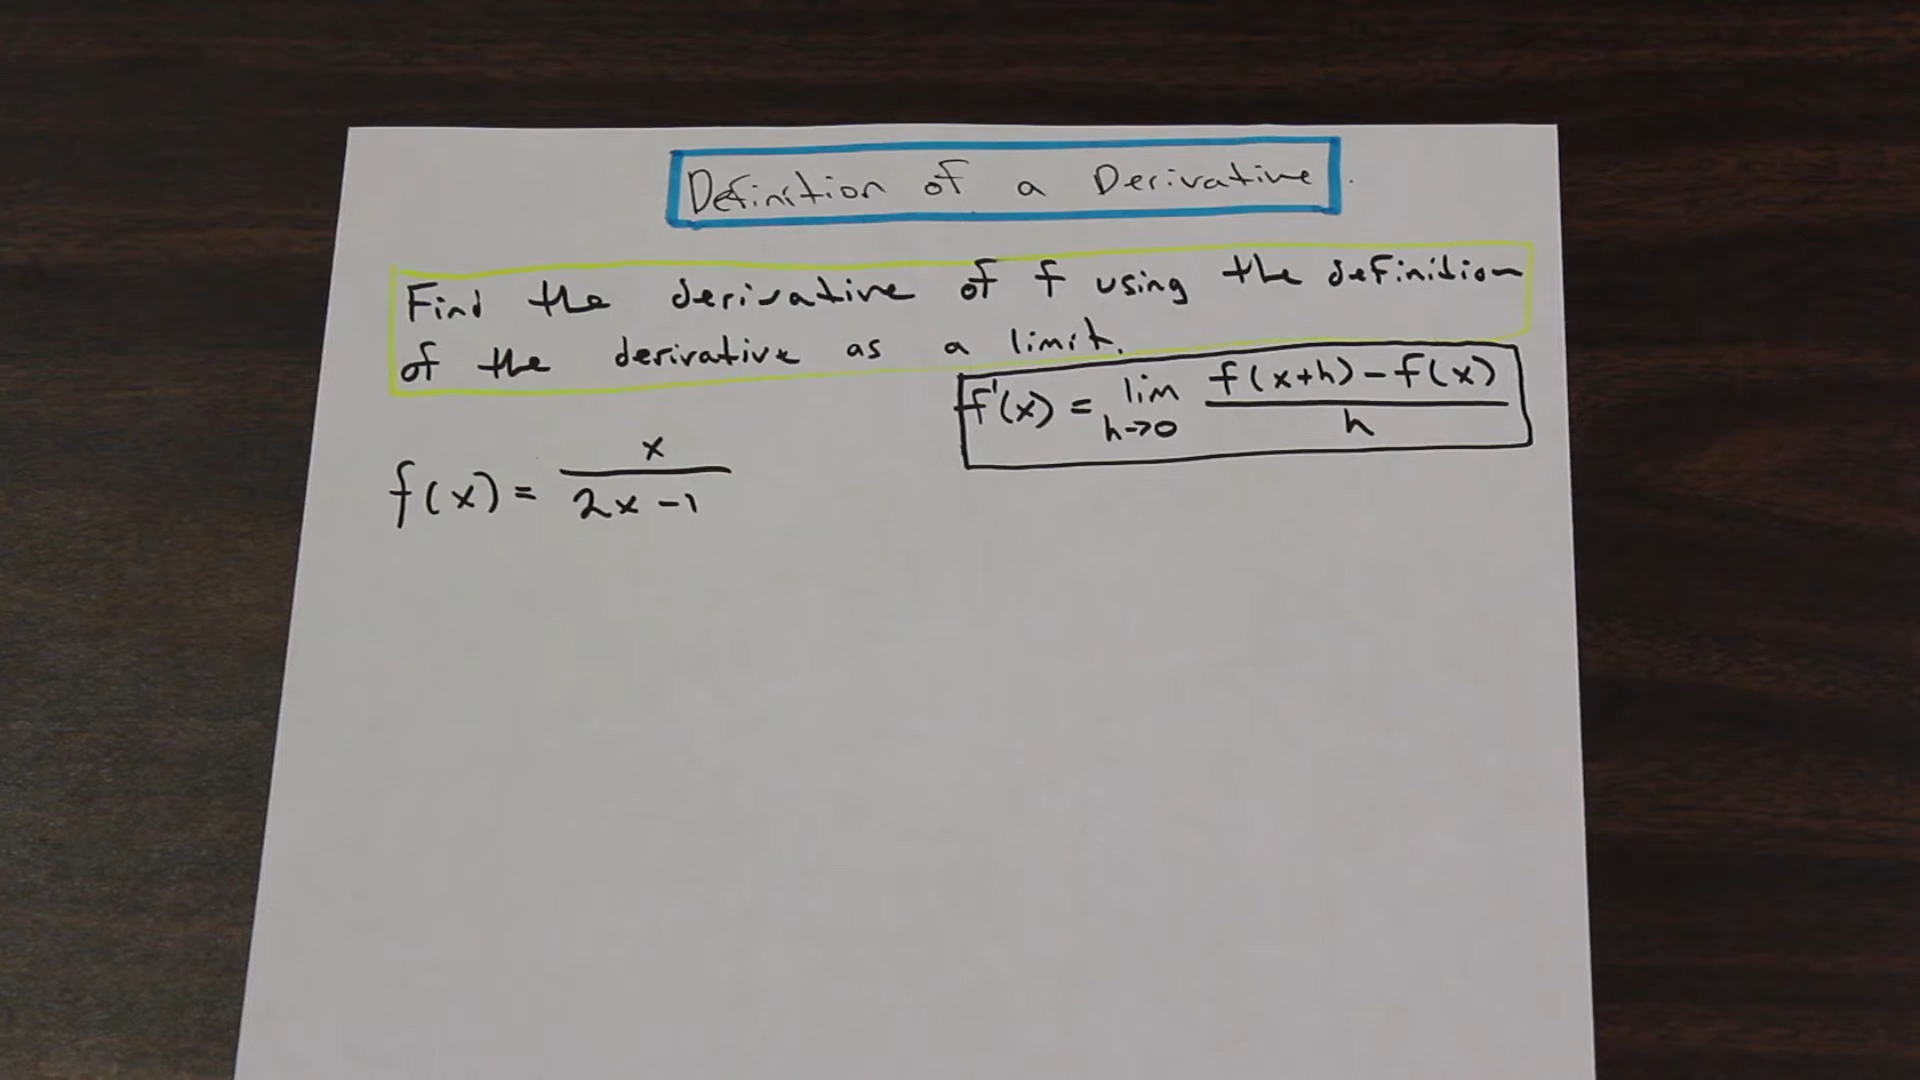 Definition of a Derivative.
Find the derivative of f using the definition
of the derivative as a limit.
f'(x) = lim h→0 f(x+h) - f(x) / h
f(x) = x / 2x - 1